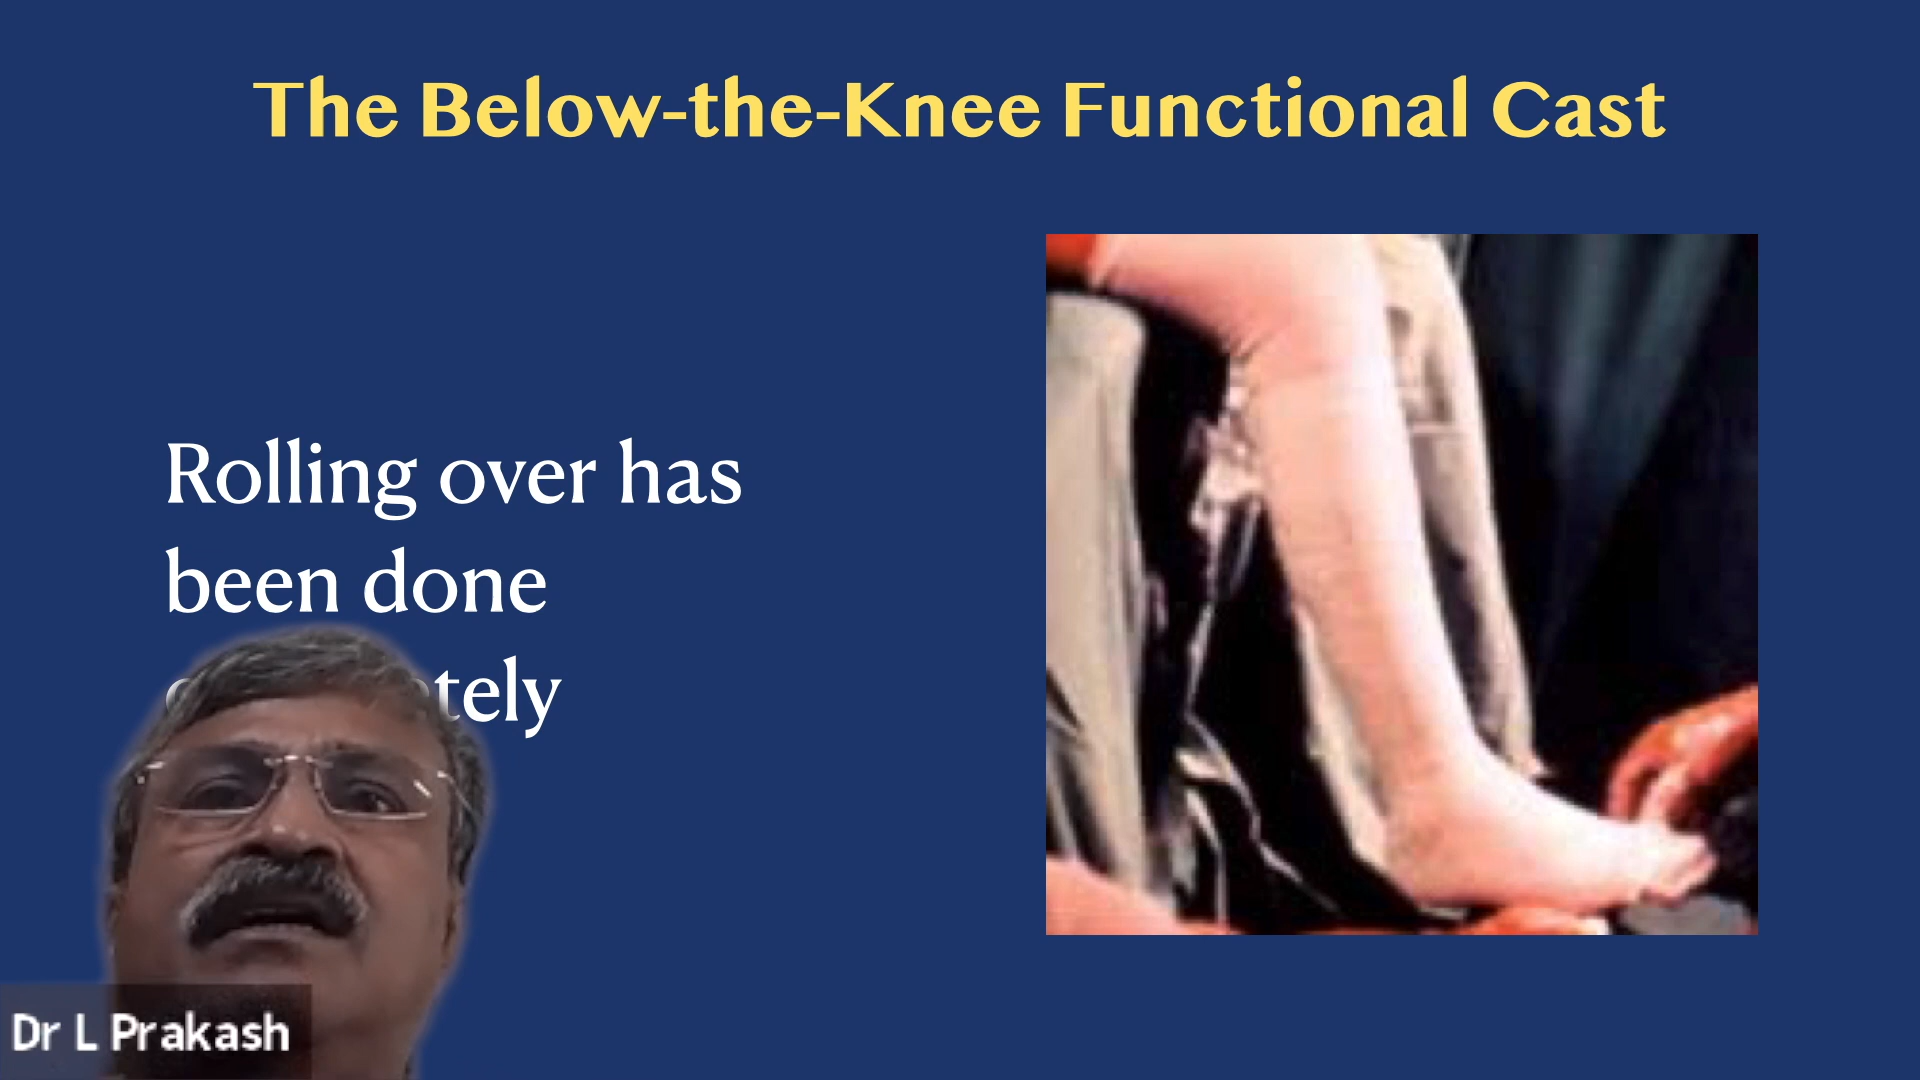 The Below-the-Knee Functional Cast
Rolling over has
been done
tely
Dr L Prakash